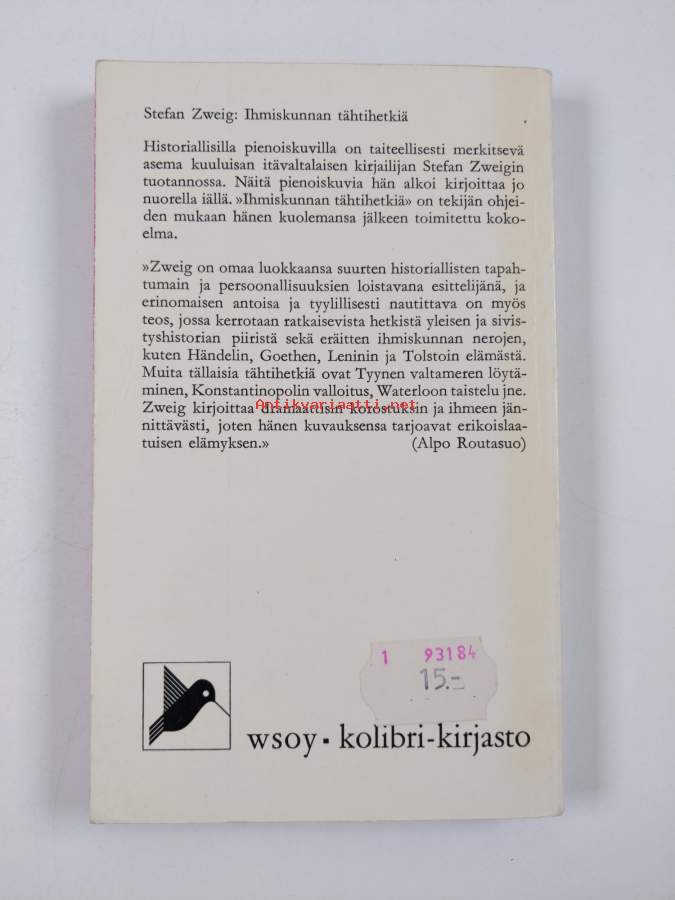 Stefan Zweig: Ihmiskunnan tähtihetkiä
Historiallisilla pienoiskuvilla on taiteellisesti merkitsevä
asema kuuluisan itävaltalaisen kirjailijan Stefan Zweigin
tuotannossa. Näitä pienoiskuvia hän alkoi kirjoittaa jo
nuorella iällä. »Ihmiskunnan tähtihetkiä» on tekijän ohjei-
den mukaan hänen kuolemansa jälkeen toimitettu koko-
elma.
»Zweig on omaa luokkaansa suurten historiallisten tapah-
tumain ja persoonallisuuksien loistavana esittelijänä, ja
erinomaisen antoisa ja tyylillisesti nautittava on myös
teos, jossa kerrotaan ratkaisevista hetkistä yleisen ja sivis-
tyshistorian piiristä sekä eräitten ihmiskunnan nerojen,
kuten Händelin, Goethen, Leninin ja Tolstoin elämästä.
Muita tällaisia tähtihetkiä ovat Tyynen valtameren löytä-
minen, Konstantinopolin valloitus, Waterloon taistelu jne.
Antikvariaatti.net
Zweig kirjoittaa dramaattisin korostuksin ja ihmeen jän-
nittävästi, joten hänen kuvauksensa tarjoavat erikoislaa-
tuisen elämyksen.» (Alpo Routasuo)
1 93184
15.-
wsoy ▪ kolibri-kirjasto